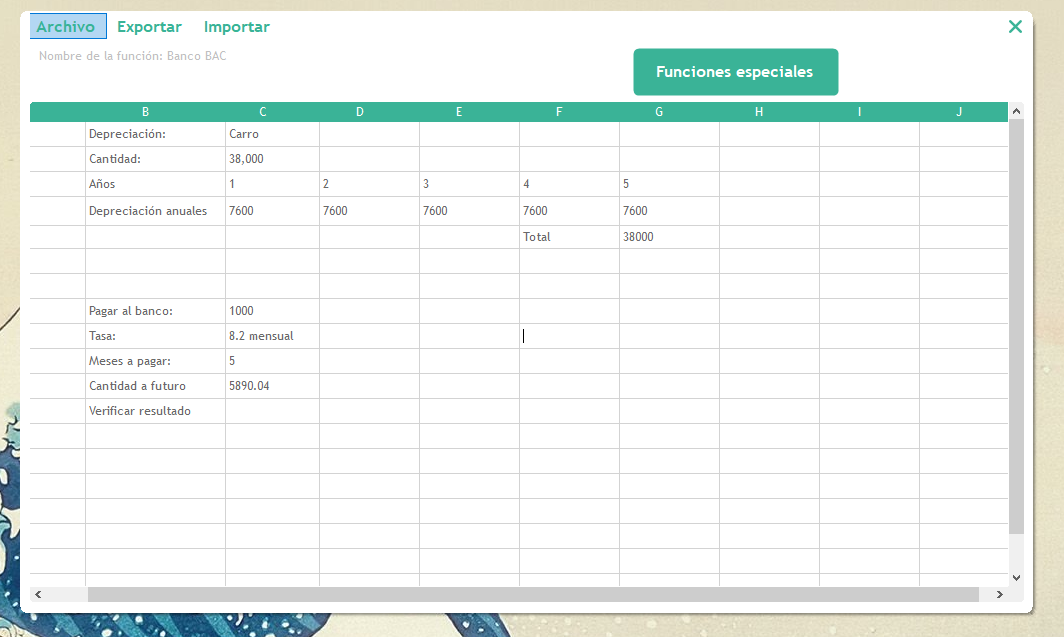 Archivo Exportar Importar ✕
Nombre de la función: Banco BAC
Funciones especiales
B C D E F G H I J
Depreciación: Carro
Cantidad: 38,000
Años 1 2 3 4 5
Depreciación anuales 7600 7600 7600 7600 7600
Total 38000
Pagar al banco: 1000
Tasa: 8.2 mensual
Meses a pagar: 5
Cantidad a futuro 5890.04
Verificar resultado